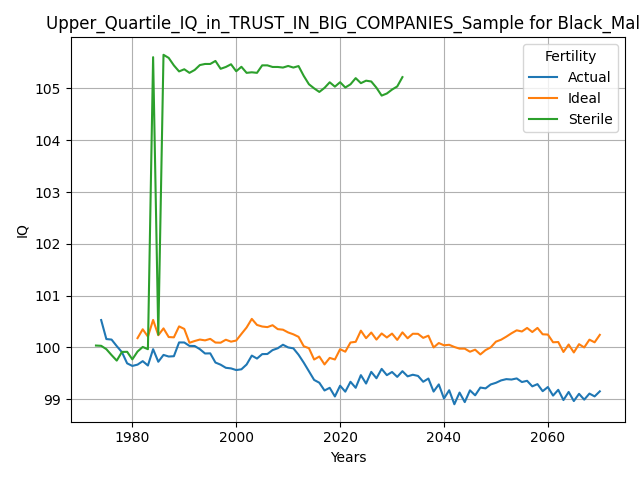 Upper_Quartile_IQ_in_TRUST_IN_BIG_COMPANIES_Sample for Black_Mal
Fertility
Actual
Ideal
Sterile
105
104
103
102
101
100
99
IQ
1980
2000
2020
2040
2060
Years